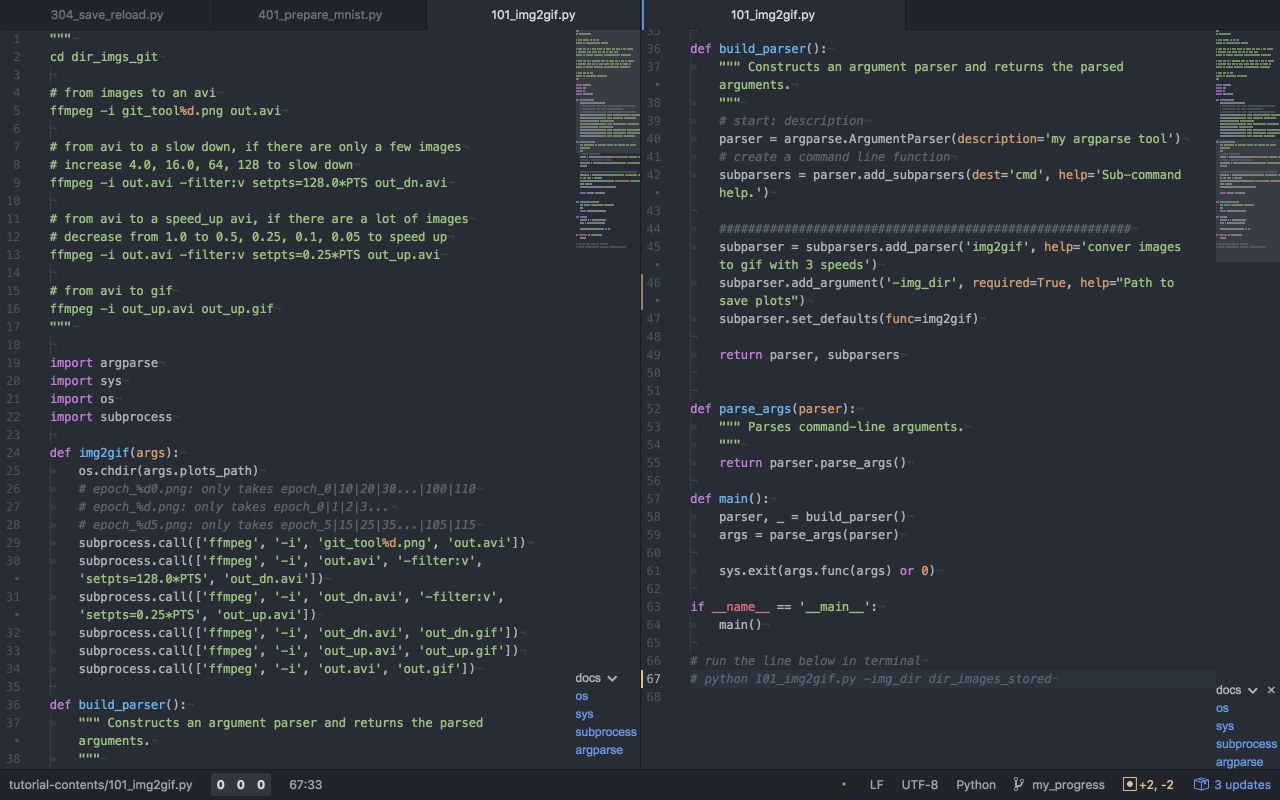 304_save_reload.py
401_prepare_mnist.py
101_img2gif.py
1 """
2 cd dir_imgs_git
3
4 # from images to an avi
5 ffmpeg -i git_tool%d.png out.avi
6
7 # from avi to a slow down, if there are only a few images
8 # increase 4.0, 16.0, 64, 128 to slow down
9 ffmpeg -i out.avi -filter:v setpts=128.0*PTS out_dn.avi
10
11 # from avi to a speed_up avi, if there are a lot of images
12 # decrease from 1.0 to 0.5, 0.25, 0.1, 0.05 to speed up
13 ffmpeg -i out.avi -filter:v setpts=0.25*PTS out_up.avi
14
15 # from avi to gif
16 ffmpeg -i out_up.avi out_up.gif
17 """
18
19 import argparse
20 import sys
21 import os
22 import subprocess
23
24 def img2gif(args):
25 os.chdir(args.plots_path)
26 # epoch_%d0.png: only takes epoch_0|10|20|30...|100|110
27 # epoch_%d.png: only takes epoch_0|1|2|3...
28 # epoch_%d5.png: only takes epoch_5|15|25|35...|105|115
29 subprocess.call(['ffmpeg', '-i', 'git_tool%d.png', 'out.avi'])
30 subprocess.call(['ffmpeg', '-i', 'out.avi', '-filter:v',
'setpts=128.0*PTS', 'out_dn.avi'])
31 subprocess.call(['ffmpeg', '-i', 'out_dn.avi', '-filter:v',
'setpts=0.25*PTS', 'out_up.avi'])
32 subprocess.call(['ffmpeg', '-i', 'out_dn.avi', 'out_dn.gif'])
33 subprocess.call(['ffmpeg', '-i', 'out_up.avi', 'out_up.gif'])
34 subprocess.call(['ffmpeg', '-i', 'out.avi', 'out.gif'])
35
36 def build_parser():
37 """ Constructs an argument parser and returns the parsed
arguments.
38 """
docs
os
sys
subprocess
argparse
101_img2gif.py
35
36 def build_parser():
37 """ Constructs an argument parser and returns the parsed
arguments.
38 """
39 # start: description
40 parser = argparse.ArgumentParser(description='my argparse tool')
41 # create a command line function
42 subparsers = parser.add_subparsers(dest='cmd', help='Sub-command
help.')
43
44 #########################################################
45 subparser = subparsers.add_parser('img2gif', help='conver images
to gif with 3 speeds')
46 subparser.add_argument('-img_dir', required=True, help="Path to
save plots")
47 subparser.set_defaults(func=img2gif)
48
49 return parser, subparsers
50
51
52 def parse_args(parser):
53 """ Parses command-line arguments.
54 """
55 return parser.parse_args()
56
57 def main():
58 parser, _ = build_parser()
59 args = parse_args(parser)
60
61 sys.exit(args.func(args) or 0)
62
63 if __name__ == '__main__':
64 main()
65
66 # run the line below in terminal
67 # python 101_img2gif.py -img_dir dir_images_stored
68
docs
os
sys
subprocess
argparse
tutorial-contents/101_img2gif.py 0 0 0 67:33 LF UTF-8 Python my_progress +2, -2 3 updates